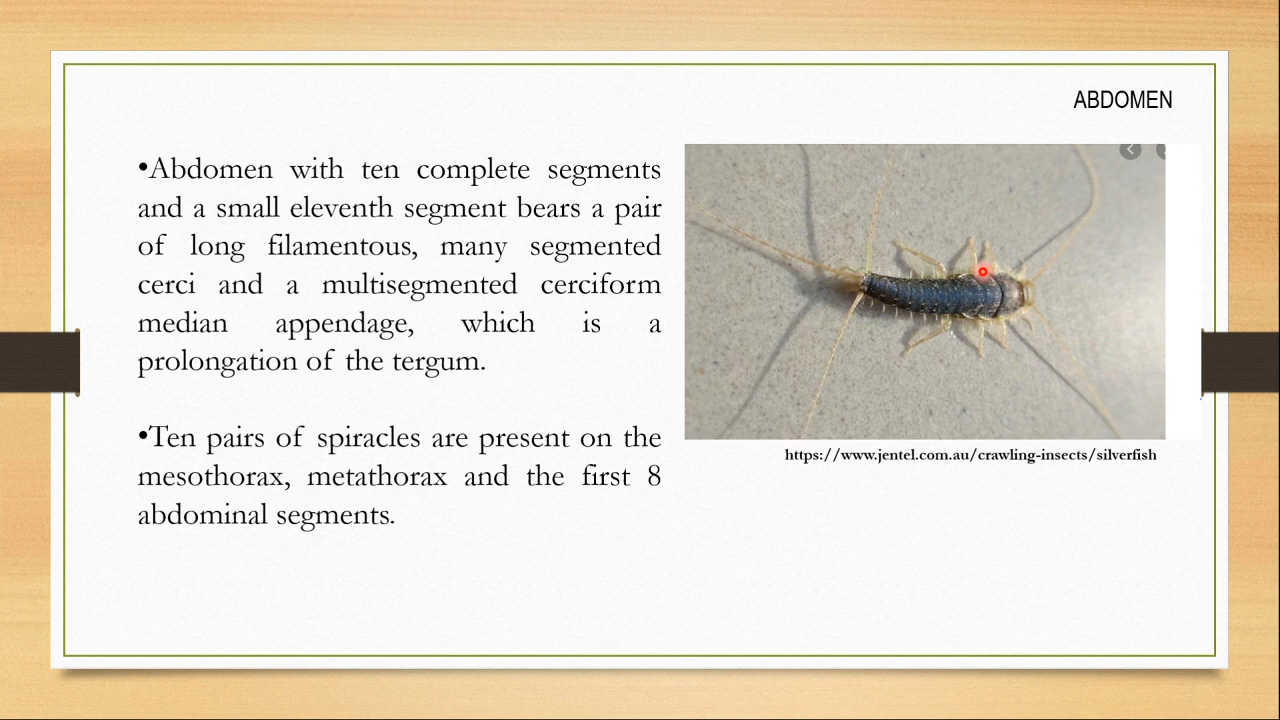 ABDOMEN
•Abdomen with ten complete segments
and a small eleventh segment bears a pair
of long filamentous, many segmented
cerci and a multisegmented cerciform
median appendage, which is a
prolongation of the tergum.
•Ten pairs of spiracles are present on the
mesothorax, metathorax and the first 8
abdominal segments.
https://www.jentel.com.au/crawling-insects/silverfish